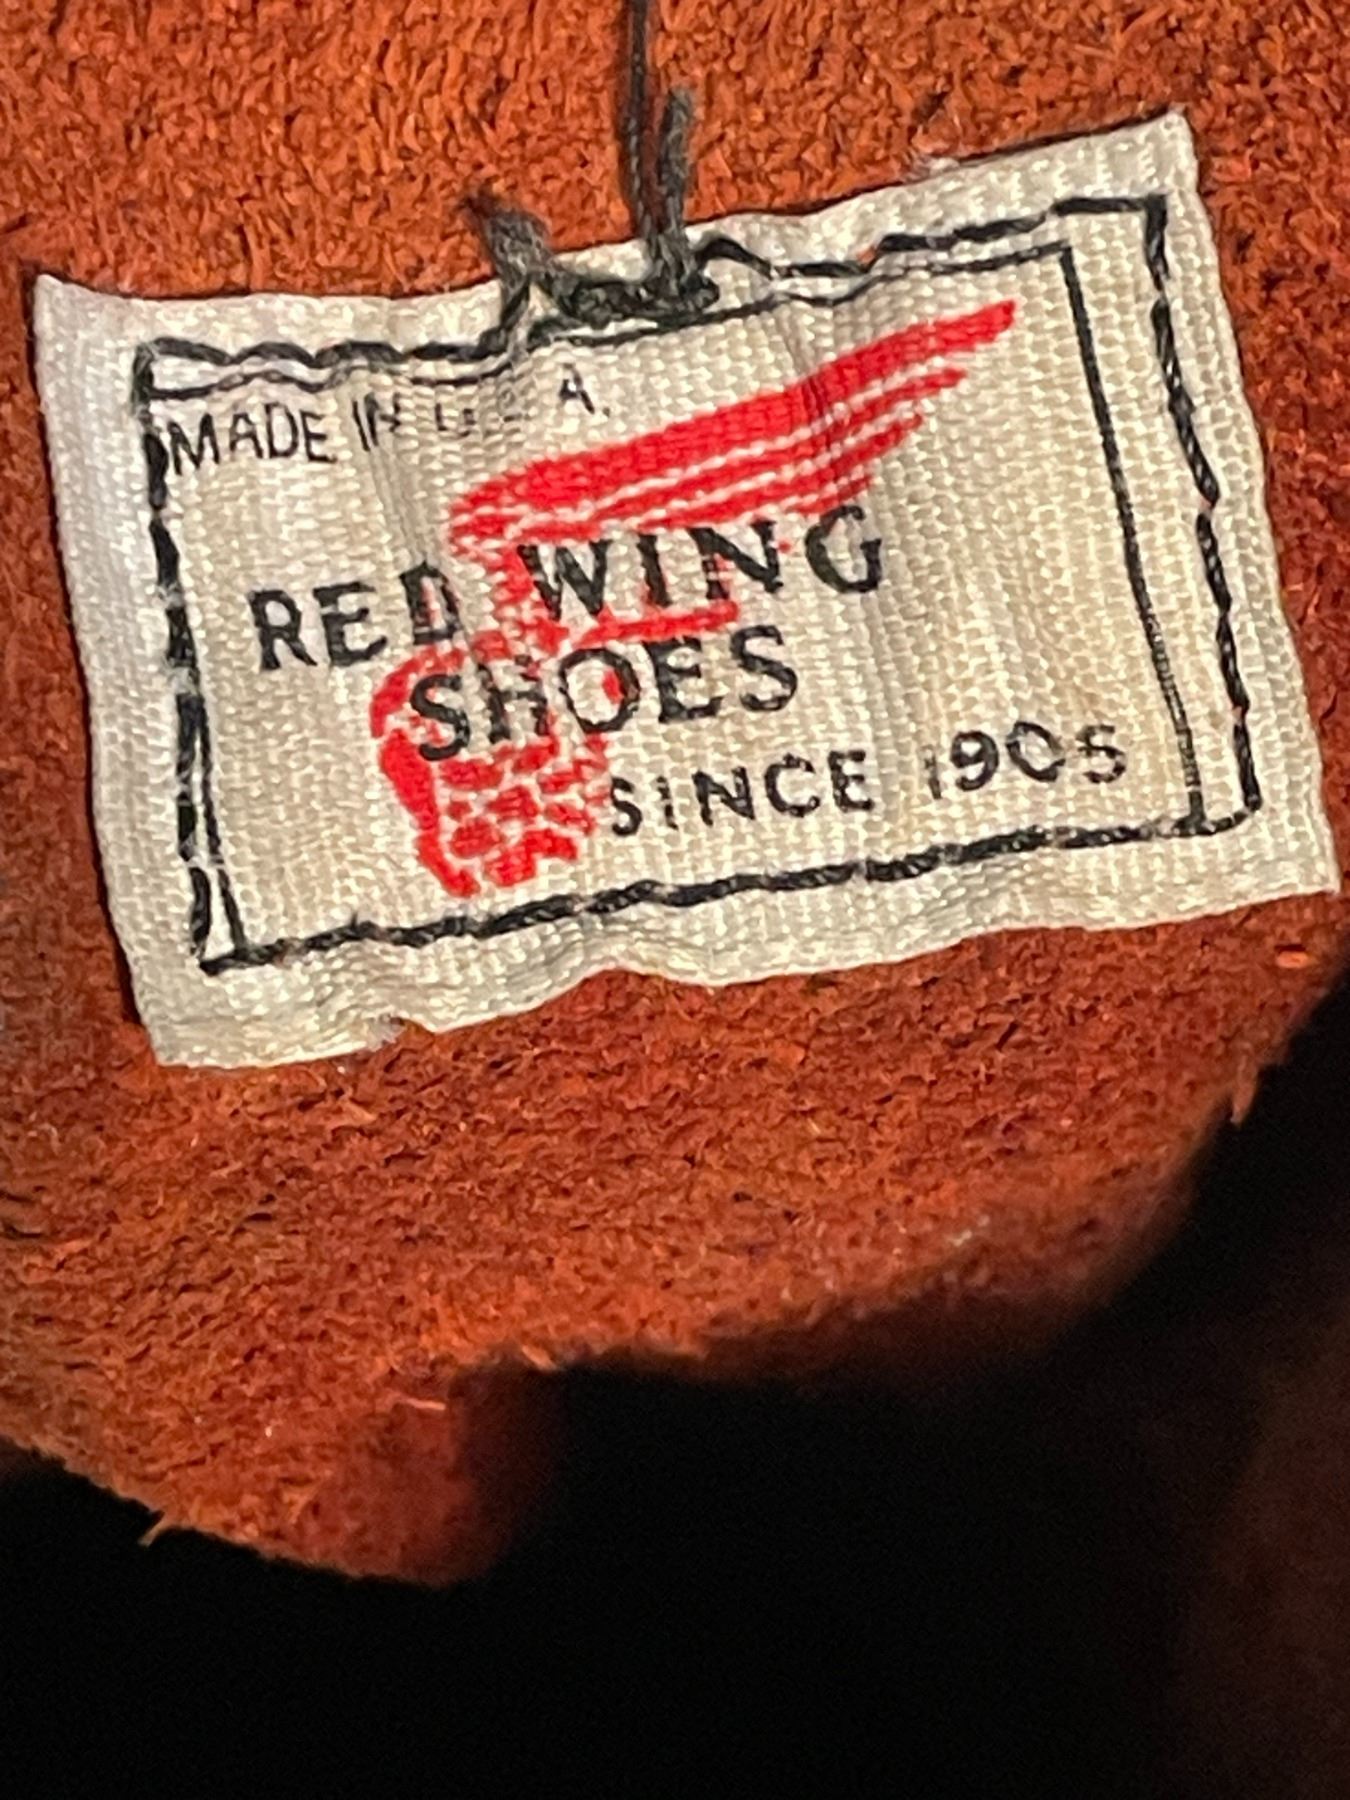 MADE IN U.S.A.
RED WING
SHOES
SINCE 1905